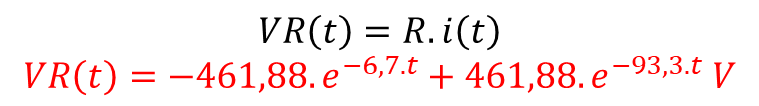 VR(t) = R.i(t)
VR(t) = −461,88.e^{−6,7.t} + 461,88.e^{−93,3.t} V